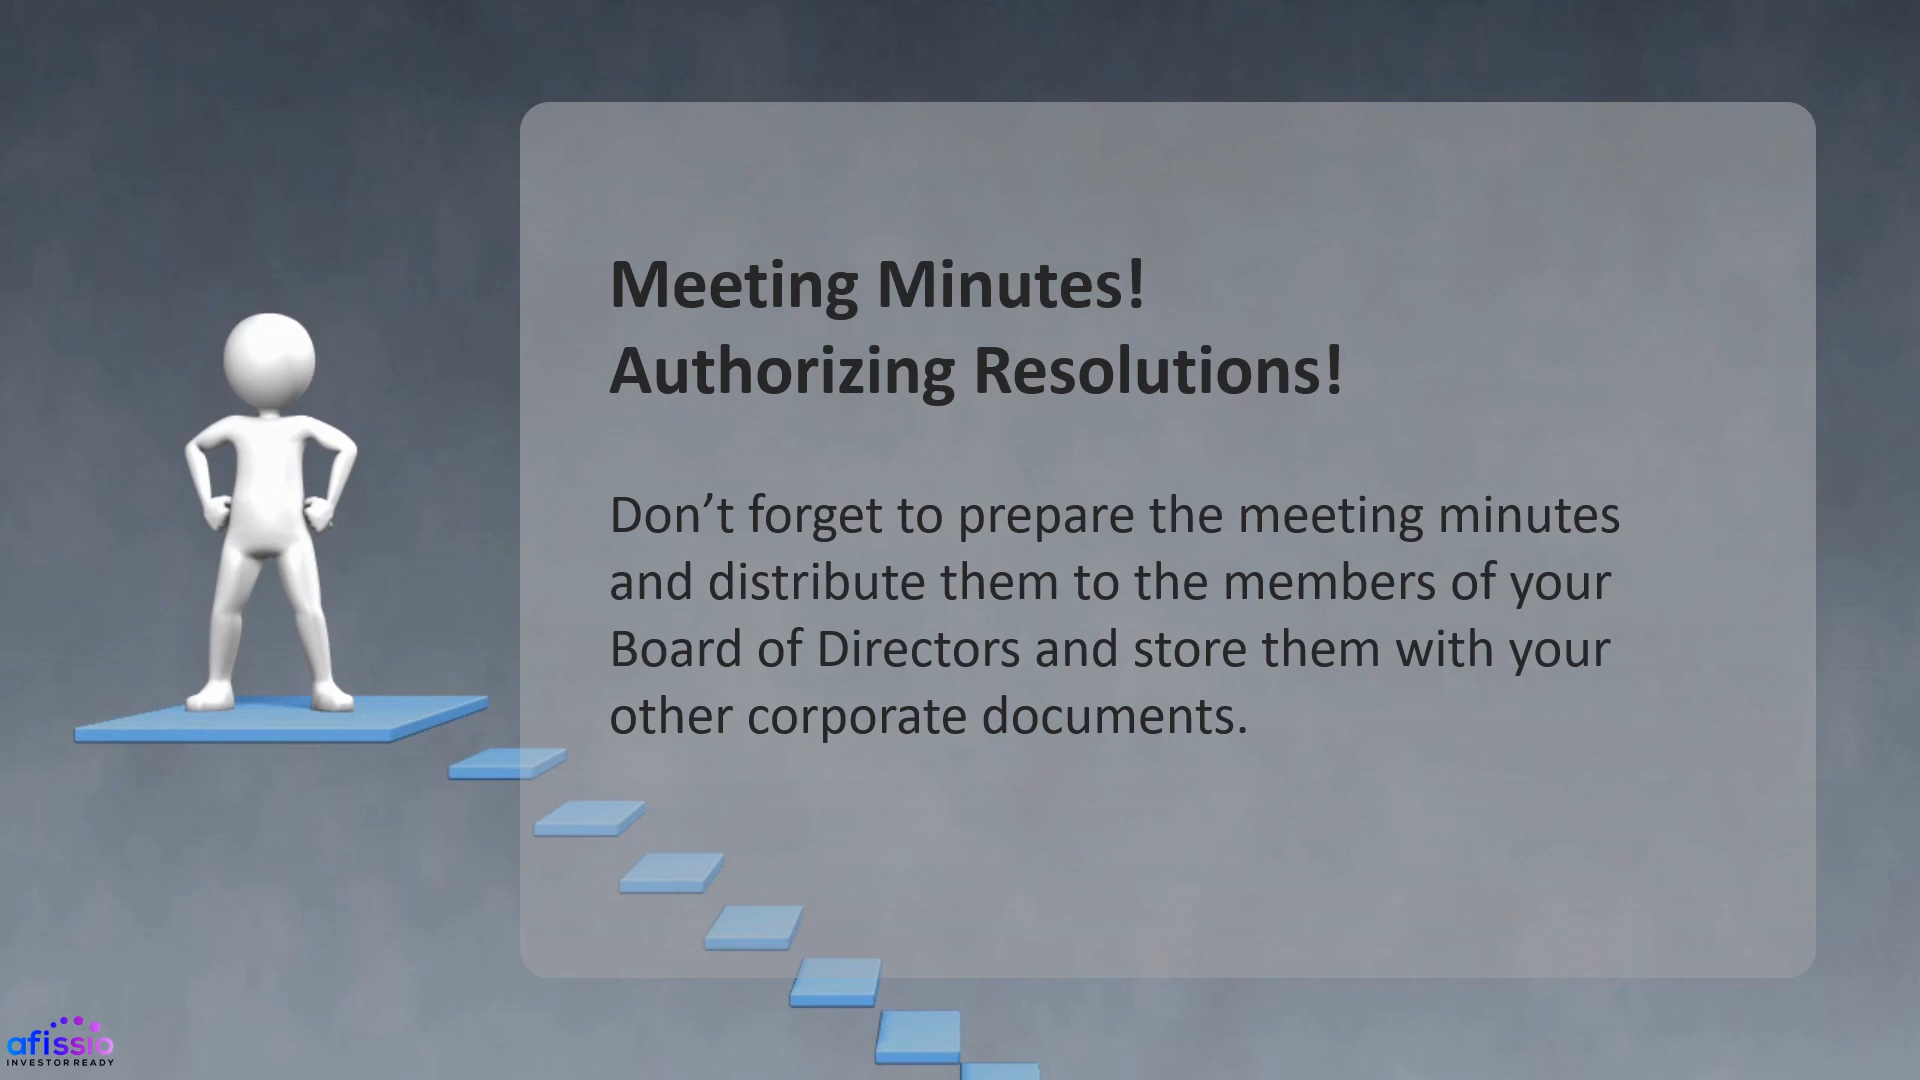 Meeting Minutes!
Authorizing Resolutions!
Don’t forget to prepare the meeting minutes
and distribute them to the members of your
Board of Directors and store them with your
other corporate documents.
afissio
INVESTOR READY